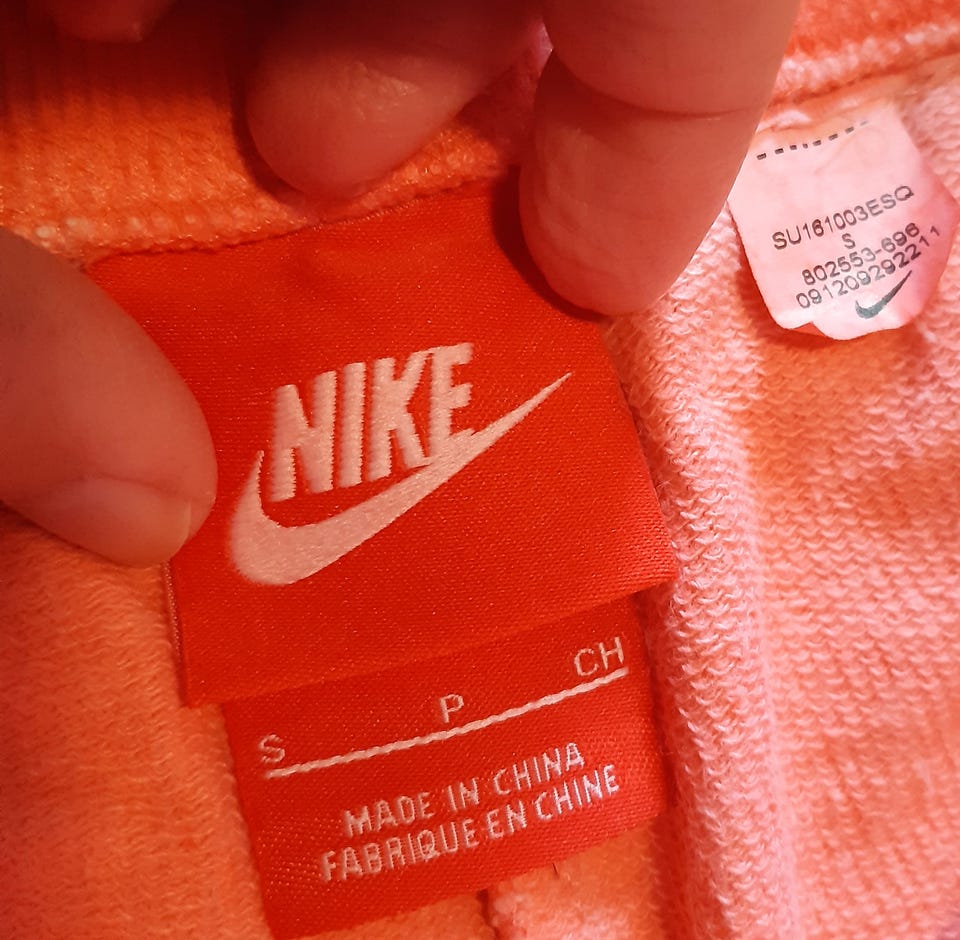 NIKE
S P CH
MADE IN CHINA
FABRIQUE EN CHINE
SU161003ESQ
S
802553-696
091209292211